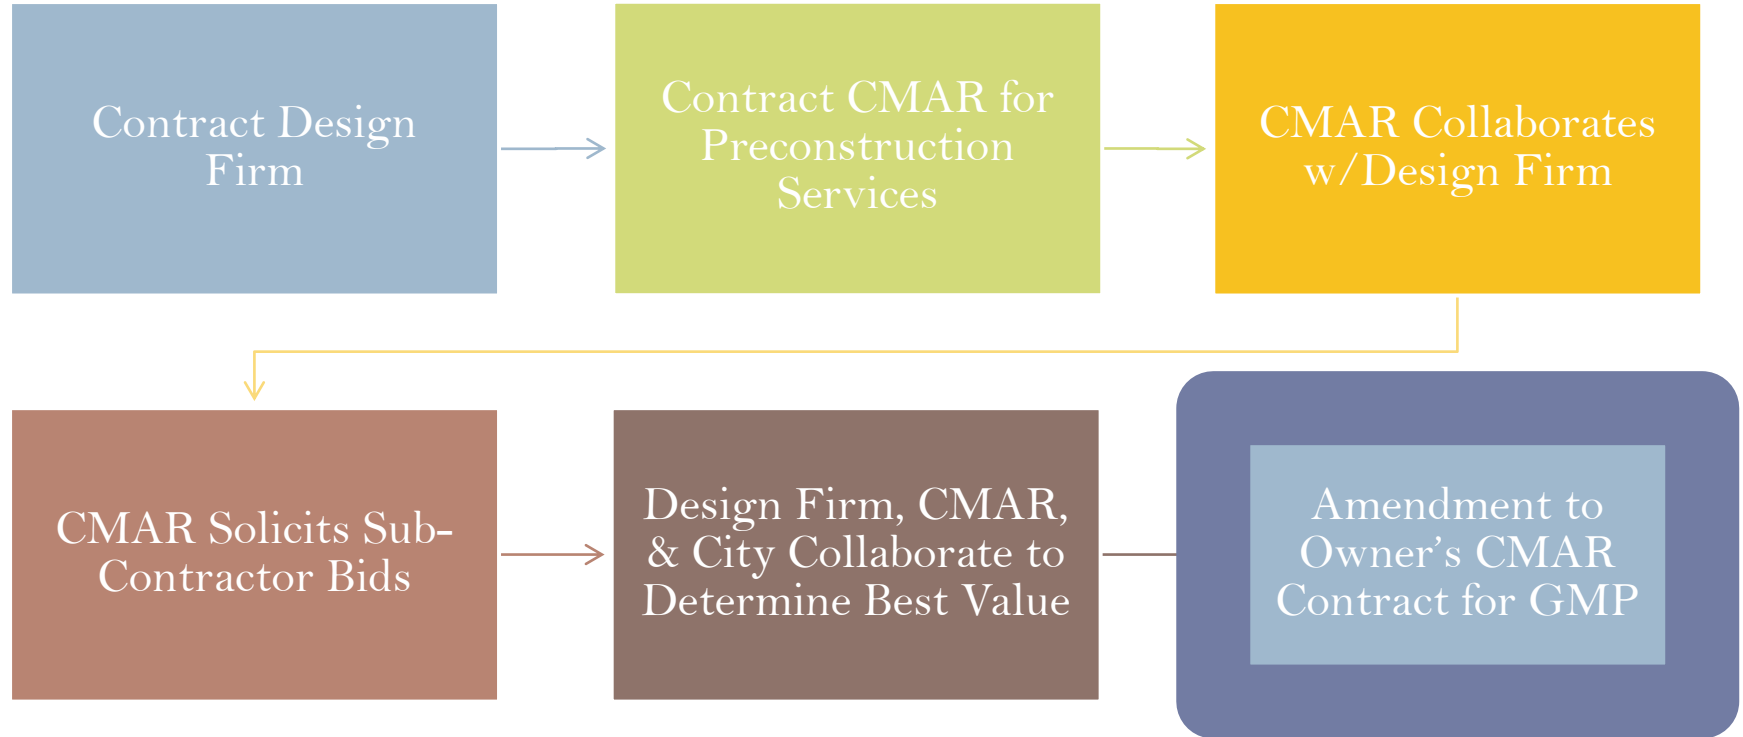 Contract Design
Firm
Contract CMAR for
Preconstruction
Services
CMAR Collaborates
w/Design Firm
CMAR Solicits Sub-
Contractor Bids
Design Firm, CMAR,
& City Collaborate to
Determine Best Value
Amendment to
Owner’s CMAR
Contract for GMP